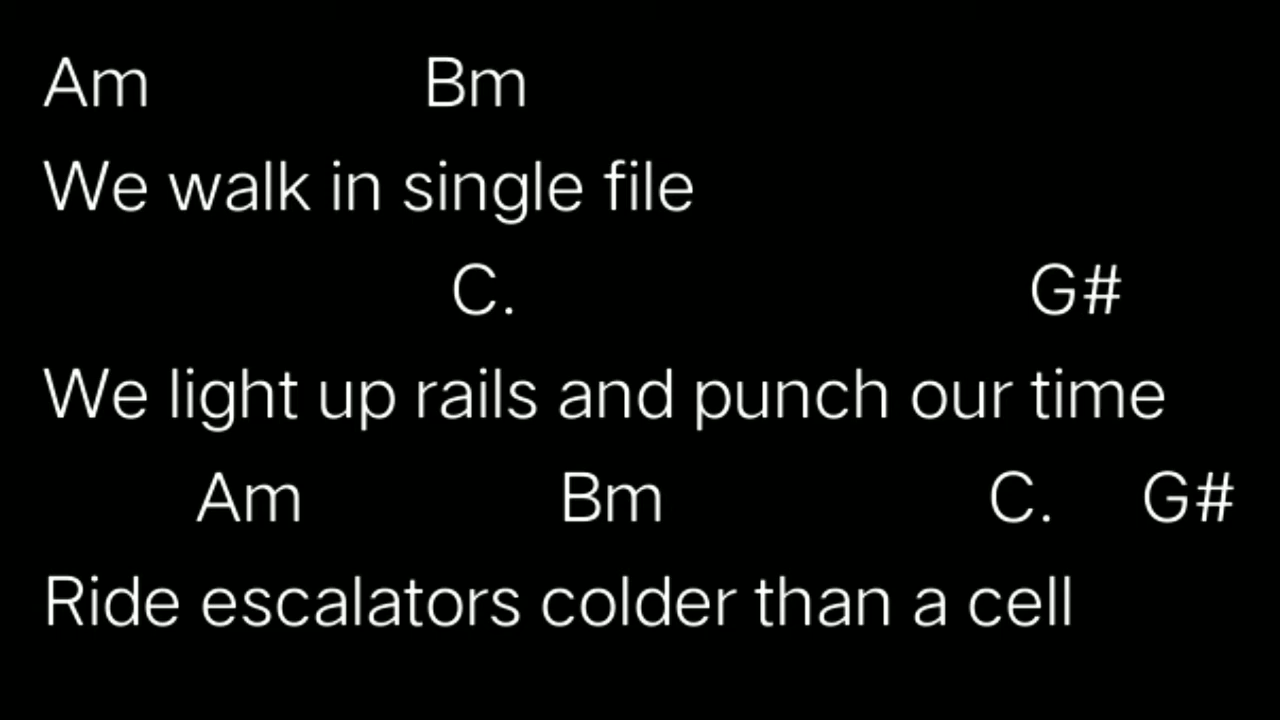 Am Bm
We walk in single file
C. G#
We light up rails and punch our time
Am Bm C. G#
Ride escalators colder than a cell